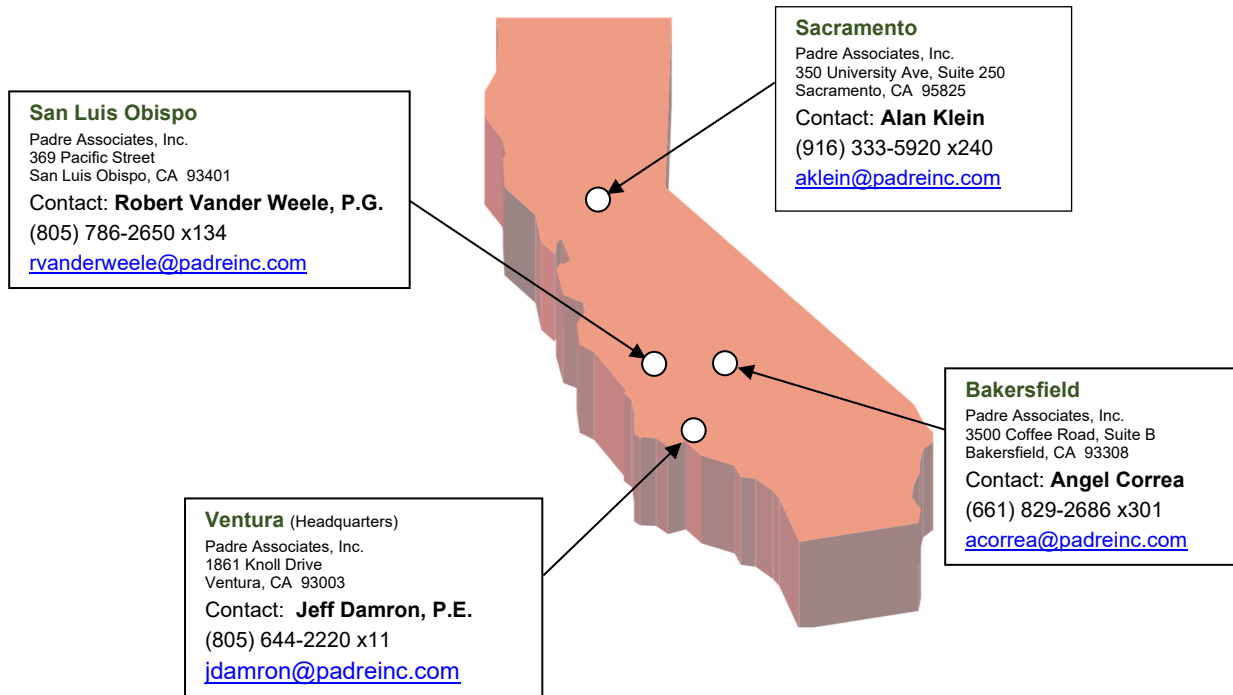 Sacramento
Padre Associates, Inc.
350 University Ave, Suite 250
Sacramento, CA 95825
Contact: Alan Klein
(916) 333-5920 x240
aklein@padreinc.com
San Luis Obispo
Padre Associates, Inc.
369 Pacific Street
San Luis Obispo, CA 93401
Contact: Robert Vander Weele, P.G.
(805) 786-2650 x134
rvanderweele@padreinc.com
Bakersfield
Padre Associates, Inc.
3500 Coffee Road, Suite B
Bakersfield, CA 93308
Contact: Angel Correa
(661) 829-2686 x301
acorrea@padreinc.com
Ventura (Headquarters)
Padre Associates, Inc.
1861 Knoll Drive
Ventura, CA 93003
Contact: Jeff Damron, P.E.
(805) 644-2220 x11
jdamron@padreinc.com